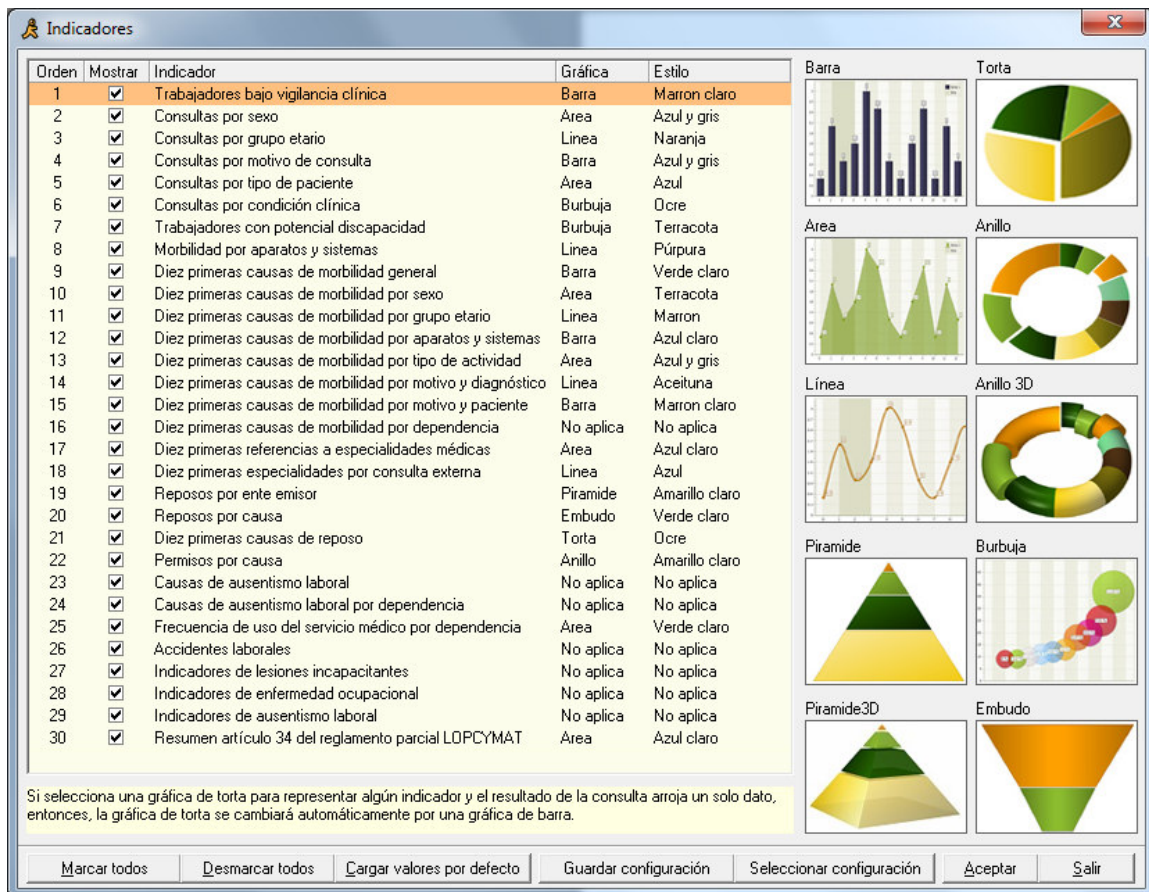 Indicadores
Orden Mostrar Indicador Gráfica Estilo
1 Trabajadores bajo vigilancia clínica Barra Marron claro
2 Consultas por sexo Area Azul y gris
3 Consultas por grupo etario Linea Naranja
4 Consultas por motivo de consulta Barra Azul y gris
5 Consultas por tipo de paciente Area Azul
6 Consultas por condición clínica Burbuja Ocre
7 Trabajadores con potencial discapacidad Burbuja Terracota
8 Morbilidad por aparatos y sistemas Linea Púrpura
9 Diez primeras causas de morbilidad general Barra Verde claro
10 Diez primeras causas de morbilidad por sexo Area Terracota
11 Diez primeras causas de morbilidad por grupo etario Linea Marron
12 Diez primeras causas de morbilidad por aparatos y sistemas Barra Azul claro
13 Diez primeras causas de morbilidad por tipo de actividad Area Azul y gris
14 Diez primeras causas de morbilidad por motivo y diagnóstico Linea Aceituna
15 Diez primeras causas de morbilidad por motivo y paciente Barra Marron claro
16 Diez primeras causas de morbilidad por dependencia No aplica No aplica
17 Diez primeras referencias a especialidades médicas Area Azul claro
18 Diez primeras especialidades por consulta externa Linea Azul
19 Reposos por ente emisor Piramide Amarillo claro
20 Reposos por causa Embudo Verde claro
21 Diez primeras causas de reposo Torta Ocre
22 Permisos por causa Anillo Amarillo claro
23 Causas de ausentismo laboral No aplica No aplica
24 Causas de ausentismo laboral por dependencia No aplica No aplica
25 Frecuencia de uso del servicio médico por dependencia Area Verde claro
26 Accidentes laborales No aplica No aplica
27 Indicadores de lesiones incapacitantes No aplica No aplica
28 Indicadores de enfermedad ocupacional No aplica No aplica
29 Indicadores de ausentismo laboral No aplica No aplica
30 Resumen artículo 34 del reglamento parcial LOPCYMAT Area Azul claro
Si selecciona una gráfica de torta para representar algún indicador y el resultado de la consulta arroja un solo dato,
entonces, la gráfica de torta se cambiará automáticamente por una gráfica de barra.
Barra Torta
Area Anillo
Línea Anillo 3D
Piramide Burbuja
Piramide3D Embudo
Marcar todos Desmarcar todos Cargar valores por defecto Guardar configuración Seleccionar configuración Aceptar Salir